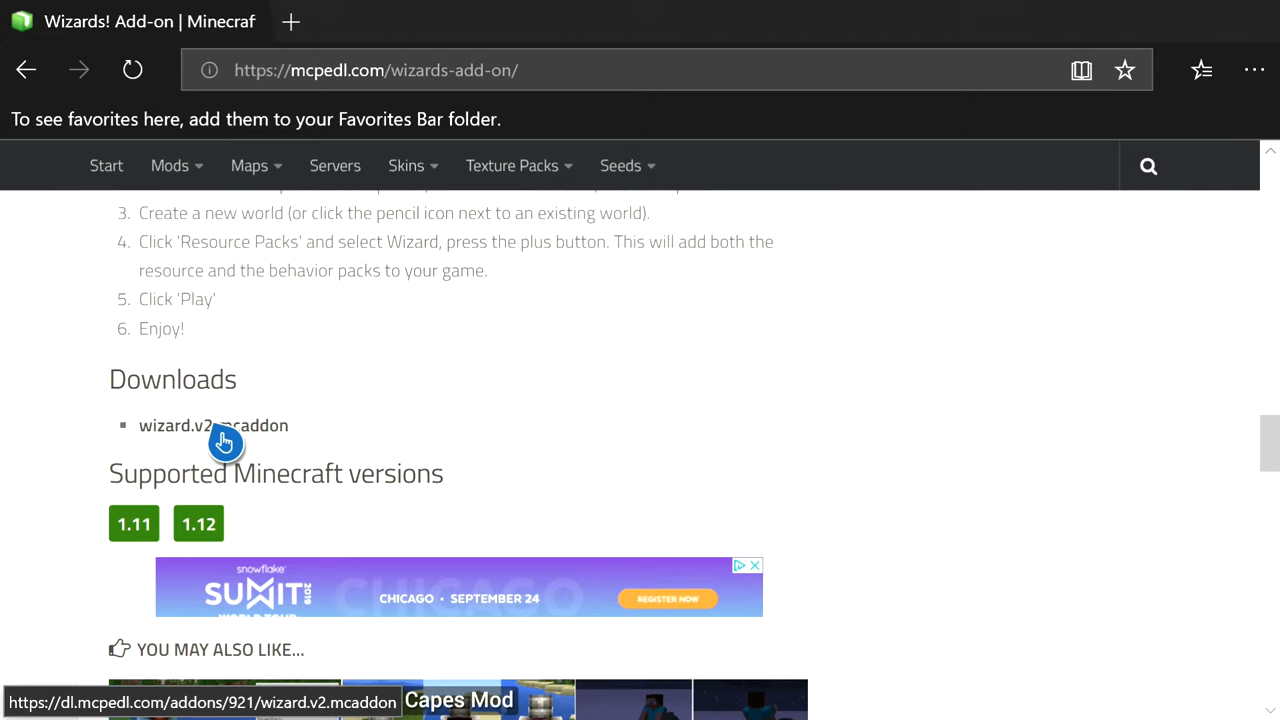 Wizards! Add-on | Minecraf
https://mcpedl.com/wizards-add-on/
To see favorites here, add them to your Favorites Bar folder.
Start Mods Maps Servers Skins Texture Packs Seeds
3. Create a new world (or click the pencil icon next to an existing world).
4. Click 'Resource Packs' and select Wizard, press the plus button. This will add both the
resource and the behavior packs to your game.
5. Click 'Play'
6. Enjoy!
Downloads
wizard.v2.mcaddon
Supported Minecraft versions
1.11 1.12
snowflake
SUMMIT 2019
WORLD TOUR
CHICAGO
CHICAGO • SEPTEMBER 24
REGISTER NOW
YOU MAY ALSO LIKE...
Capes Mod
https://dl.mcpedl.com/addons/921/wizard.v2.mcaddon